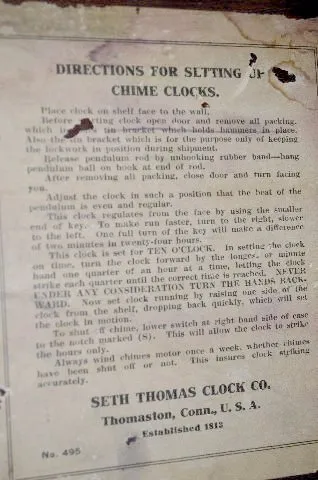 DIRECTIONS FOR SETTING UP
CHIME CLOCKS.
Place clock on shelf face to the wall.
Before setting clock open door and remove all packing,
which includes tin bracket which holds hammers in place.
Also the tin bracket which is for the purpose only of keeping
the lockwork in position during shipment.
Release pendulum rod by unhooking rubber band—hang
pendulum ball on hook at end of rod.
After removing all packing, close door and turn facing
you.
Adjust the clock in such a position that the beat of the
pendulum is even and regular.
This clock regulates from the face by using the smaller
end of key. To make run faster, turn to the right, slower
to the left. One full turn of the key will make a difference
of two minutes in twenty-four hours.
This clock is set for TEN O'CLOCK. In setting the clock
on time, turn the clock forward by the longer, or minute
hand one quarter of an hour at a time, letting the clock
strike each quarter until the correct time is reached. NEVER
UNDER ANY CONSIDERATION TURN THE HANDS BACK-
WARD. Now set clock running by raising one side of the
clock from the shelf, dropping back quickly, which will set
the clock in motion.
To shut off chime, lower switch at right hand side of case
to the notch marked (S). This will allow the clock to strike
the hours only.
Always wind chimes motor once a week, whether chimes
have been shut off or not. This insures clock striking
accurately.
SETH THOMAS CLOCK CO.
Thomaston, Conn., U. S. A.
Established 1813
No. 495